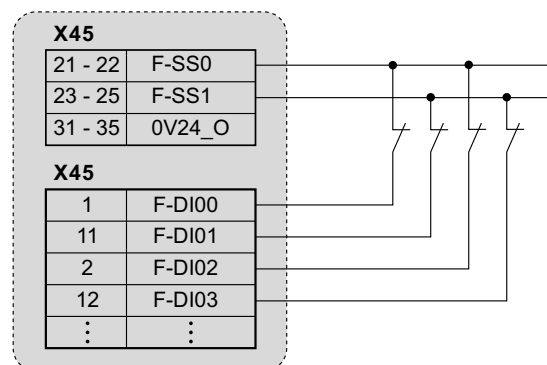 X45
21 - 22 F-SS0
23 - 25 F-SS1
31 - 35 0V24_O
X45
1 F-DI00
11 F-DI01
2 F-DI02
12 F-DI03
⋮ ⋮